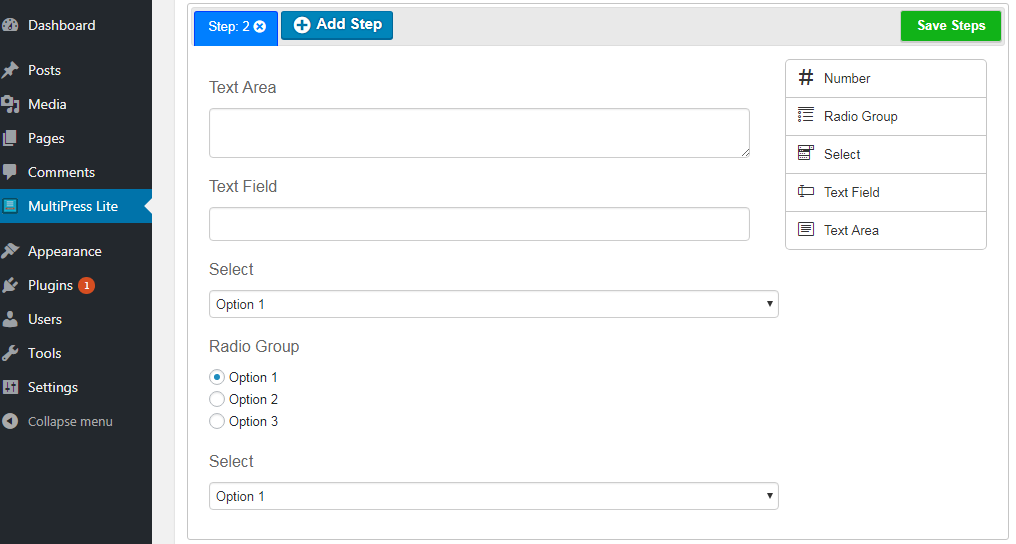 Dashboard
Posts
Media
Pages
Comments
MultiPress Lite
Appearance
Plugins 1
Users
Tools
Settings
Collapse menu
Step: 2
Add Step
Save Steps
Text Area
Text Field
Select
Option 1
Radio Group
Option 1
Option 2
Option 3
Select
Option 1
Number
Radio Group
Select
Text Field
Text Area